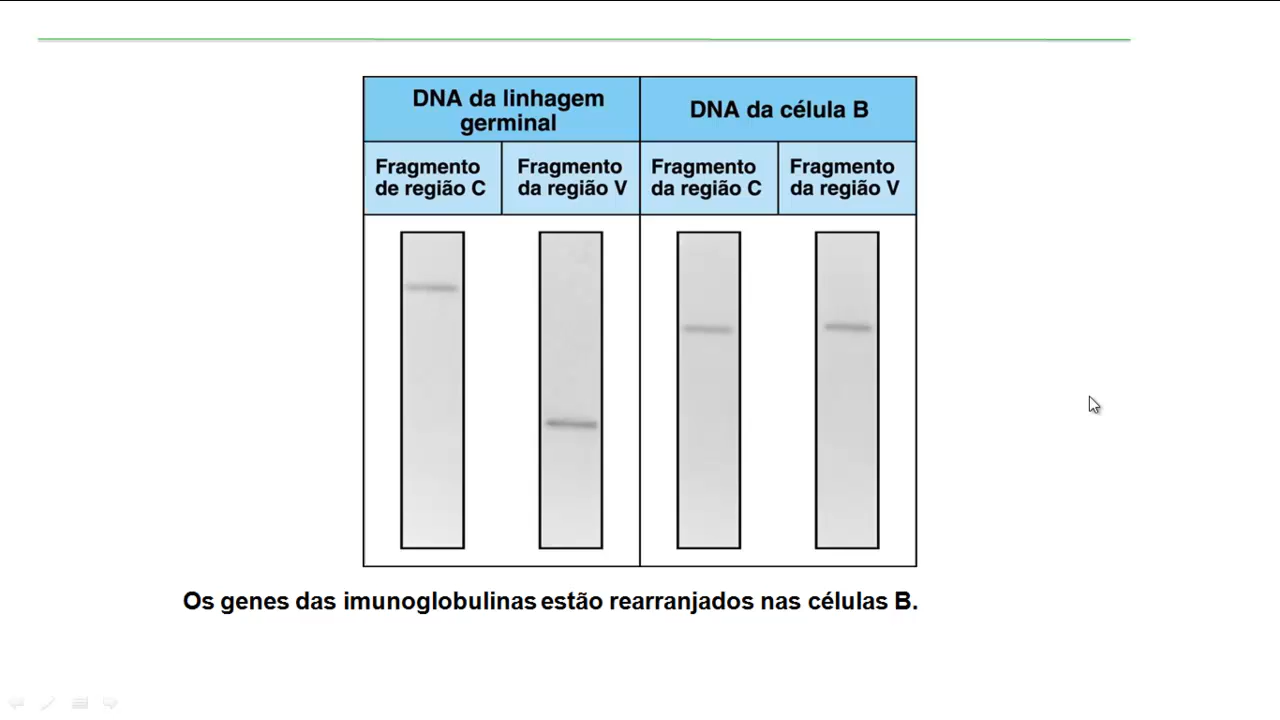 DNA da linhagem
germinal
DNA da célula B
Fragmento
de região C
Fragmento
da região V
Fragmento
da região C
Fragmento
da região V
Os genes das imunoglobulinas estão rearranjados nas células B.